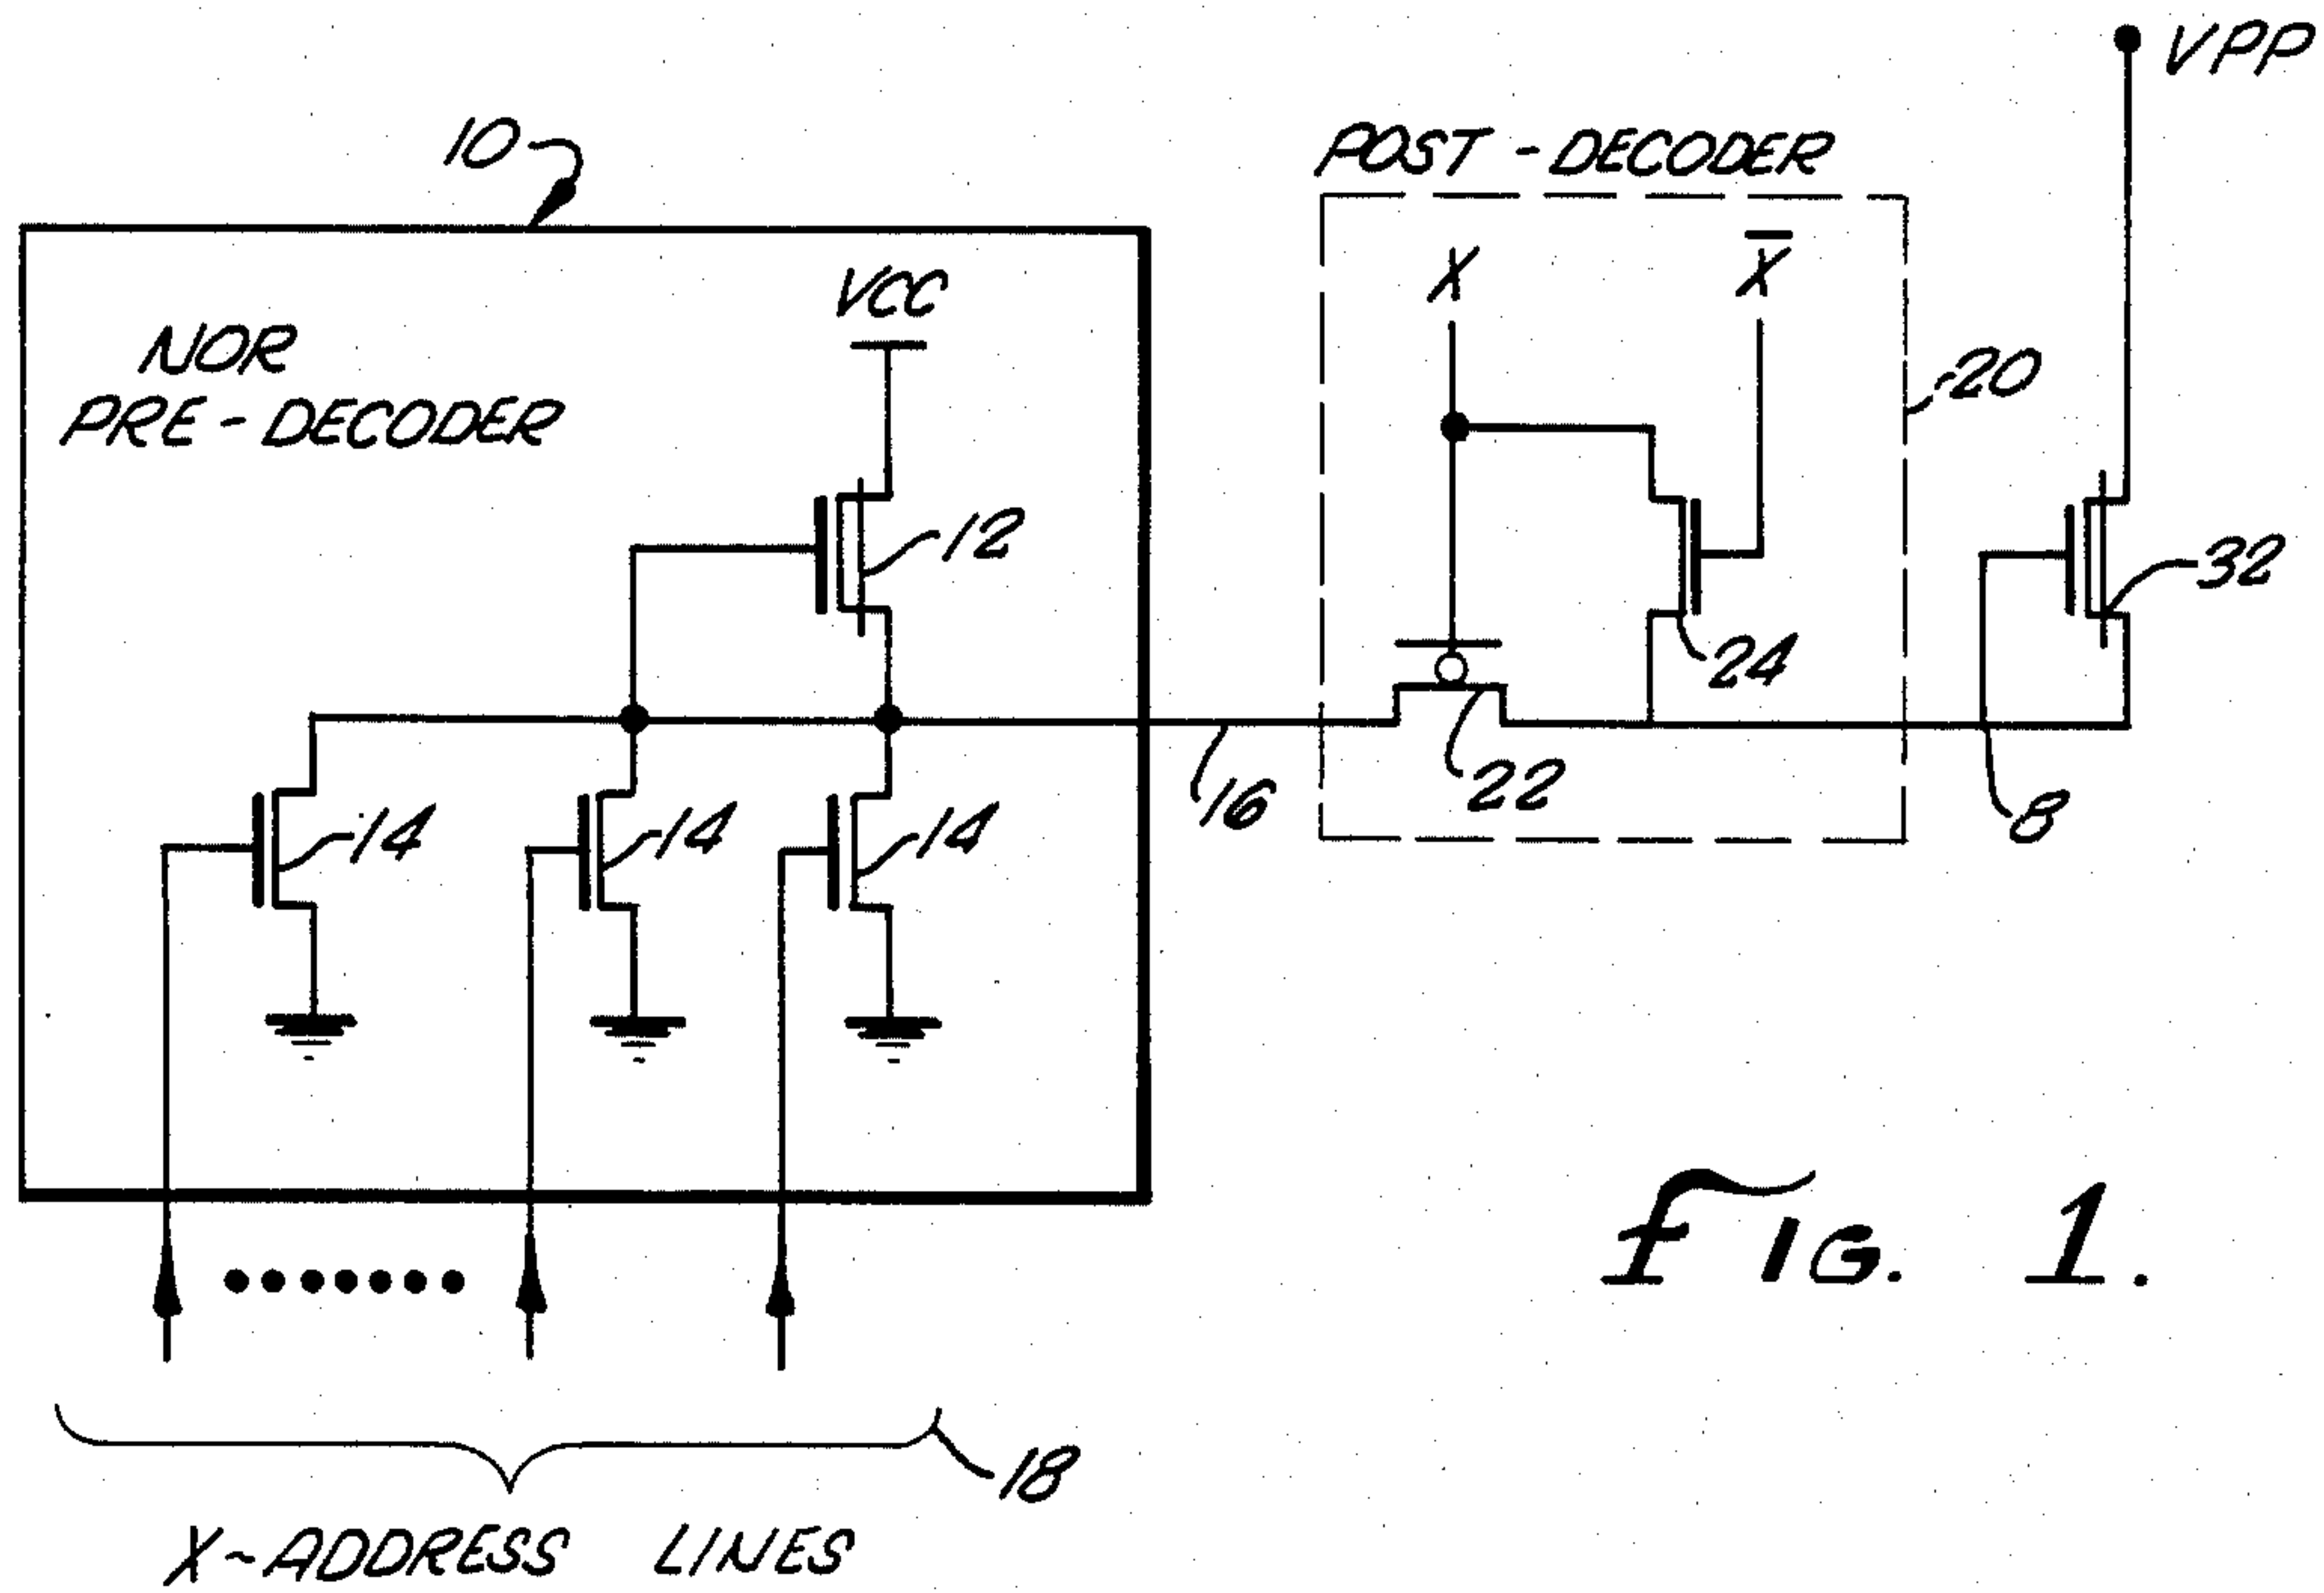 VPP
10
POST-DECODER
X
X̅
VCC
NOR
PRE-DECODER
20
12
32
24
22
16
8
14
14
14
FIG. 1.
18
X-ADDRESS LINES